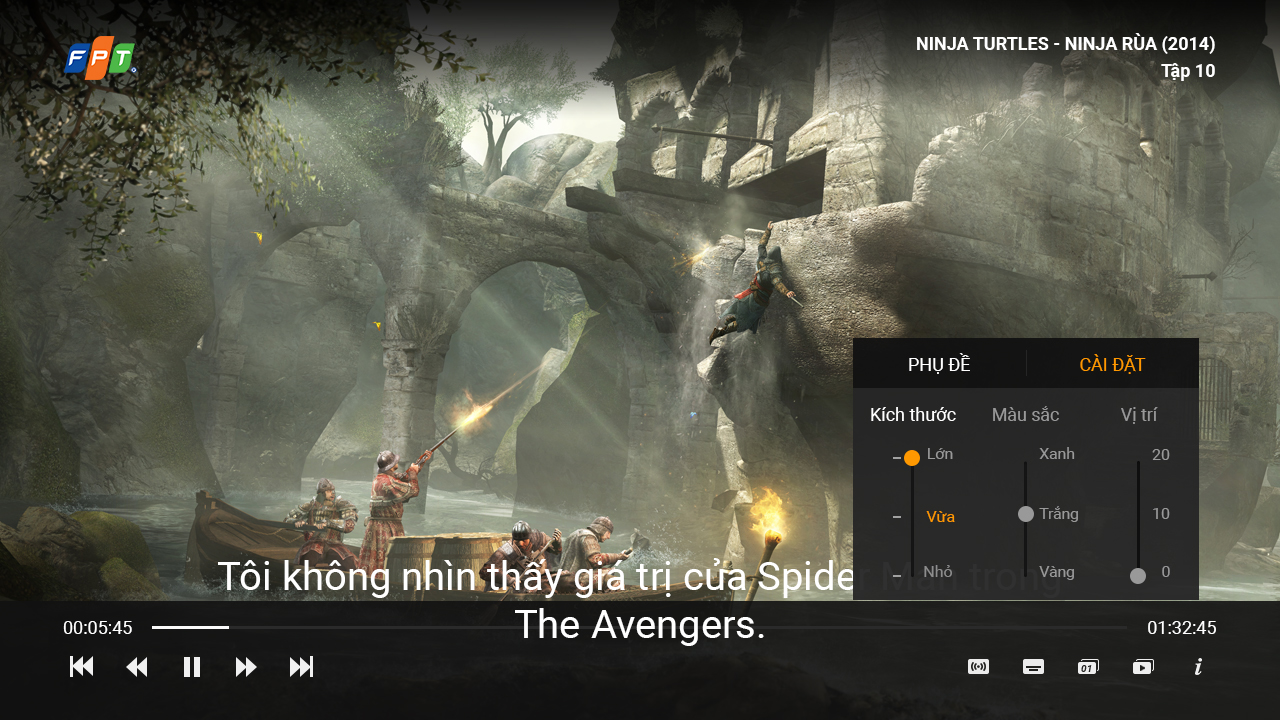 FPT
NINJA TURTLES - NINJA RÙA (2014)
Tập 10
PHỤ ĐỀ
CÀI ĐẶT
Kích thước
Màu sắc
Vị trí
Lớn
Xanh
20
Vừa
Trắng
10
Nhỏ
Vàng
0
Tôi không nhìn thấy giá trị của Spider Man trong
The Avengers.
00:05:45
01:32:45
01
i